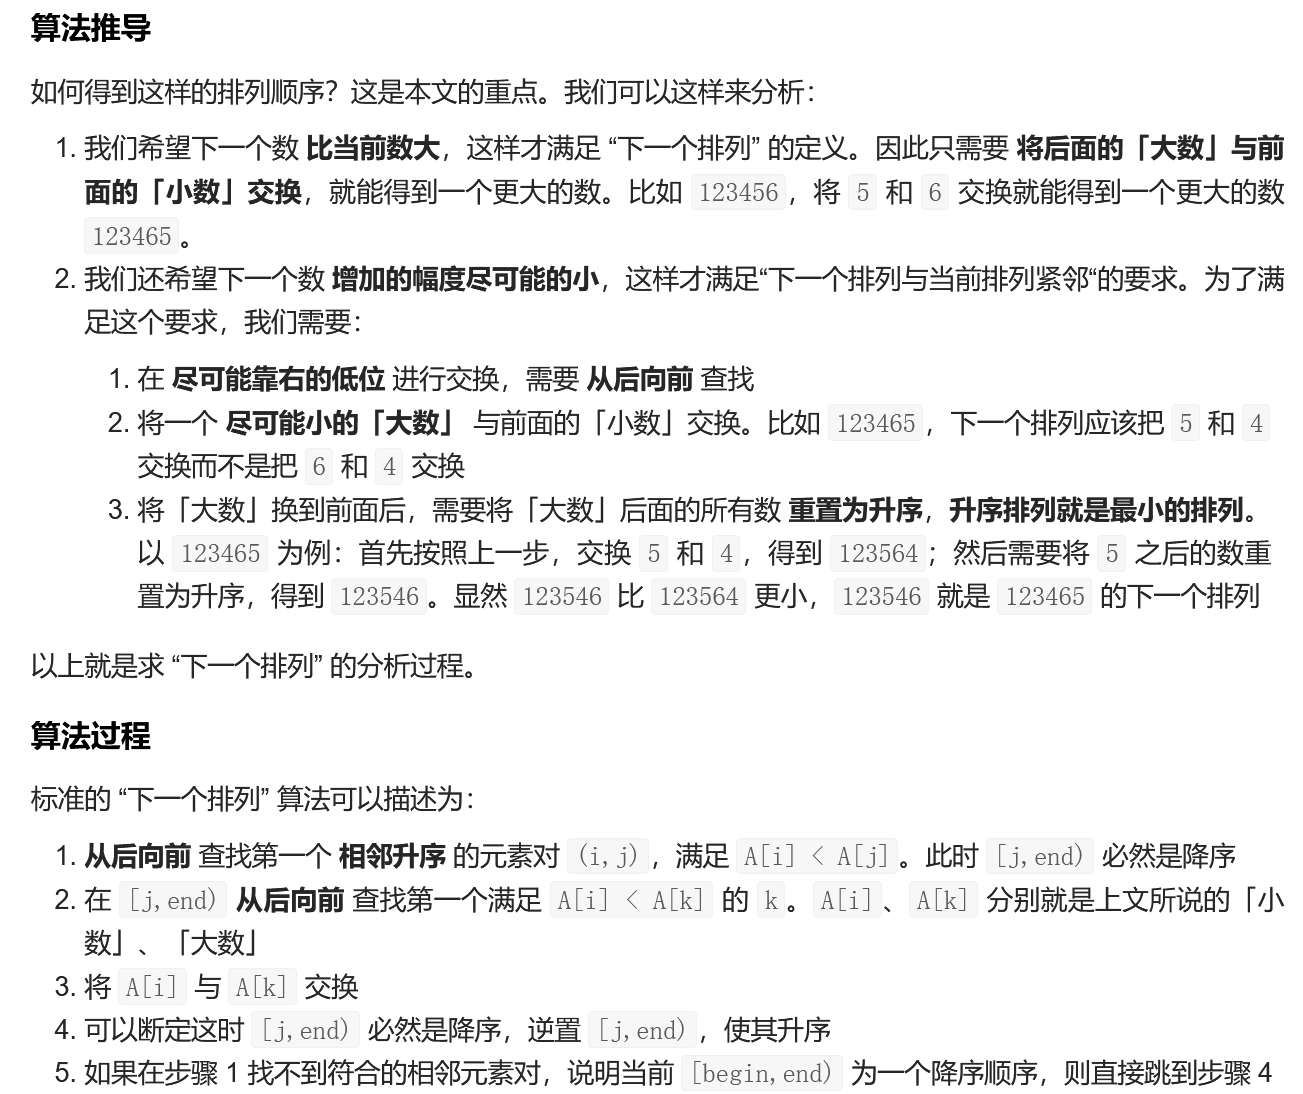 算法推导
如何得到这样的排列顺序？这是本文的重点。我们可以这样来分析：
1. 我们希望下一个数 比当前数大，这样才满足 “下一个排列” 的定义。因此只需要 将后面的「大数」与前
面的「小数」交换，就能得到一个更大的数。比如 123456，将 5 和 6 交换就能得到一个更大的数
123465。
2. 我们还希望下一个数 增加的幅度尽可能的小，这样才满足“下一个排列与当前排列紧邻“的要求。为了满
足这个要求，我们需要：
1. 在 尽可能靠右的低位 进行交换，需要 从后向前 查找
2. 将一个 尽可能小的「大数」 与前面的「小数」交换。比如 123465，下一个排列应该把 5 和 4
交换而不是把 6 和 4 交换
3. 将「大数」换到前面后，需要将「大数」后面的所有数 重置为升序，升序排列就是最小的排列。
以 123465 为例：首先按照上一步，交换 5 和 4，得到 123564；然后需要将 5 之后的数重
置为升序，得到 123546。显然 123546 比 123564 更小，123546 就是 123465 的下一个排列
以上就是求 “下一个排列” 的分析过程。
算法过程
标准的 “下一个排列” 算法可以描述为：
1. 从后向前 查找第一个 相邻升序 的元素对 (i,j)，满足 A[i] < A[j]。此时 [j,end) 必然是降序
2. 在 [j,end) 从后向前 查找第一个满足 A[i] < A[k] 的 k。A[i]、A[k] 分别就是上文所说的「小
数」、「大数」
3. 将 A[i] 与 A[k] 交换
4. 可以断定这时 [j,end) 必然是降序，逆置 [j,end)，使其升序
5. 如果在步骤 1 找不到符合的相邻元素对，说明当前 [begin,end) 为一个降序顺序，则直接跳到步骤 4